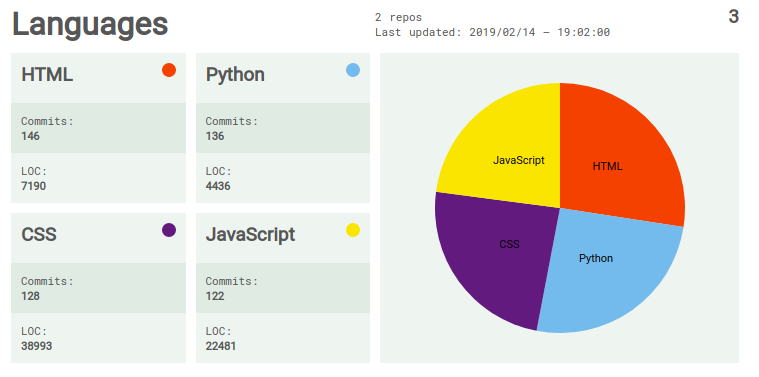 Languages
2 repos
Last updated: 2019/02/14 – 19:02:00
3
HTML
Commits:
146
LOC:
7190
Python
Commits:
136
LOC:
4436
CSS
Commits:
128
LOC:
38993
JavaScript
Commits:
122
LOC:
22481
JavaScript
HTML
CSS
Python